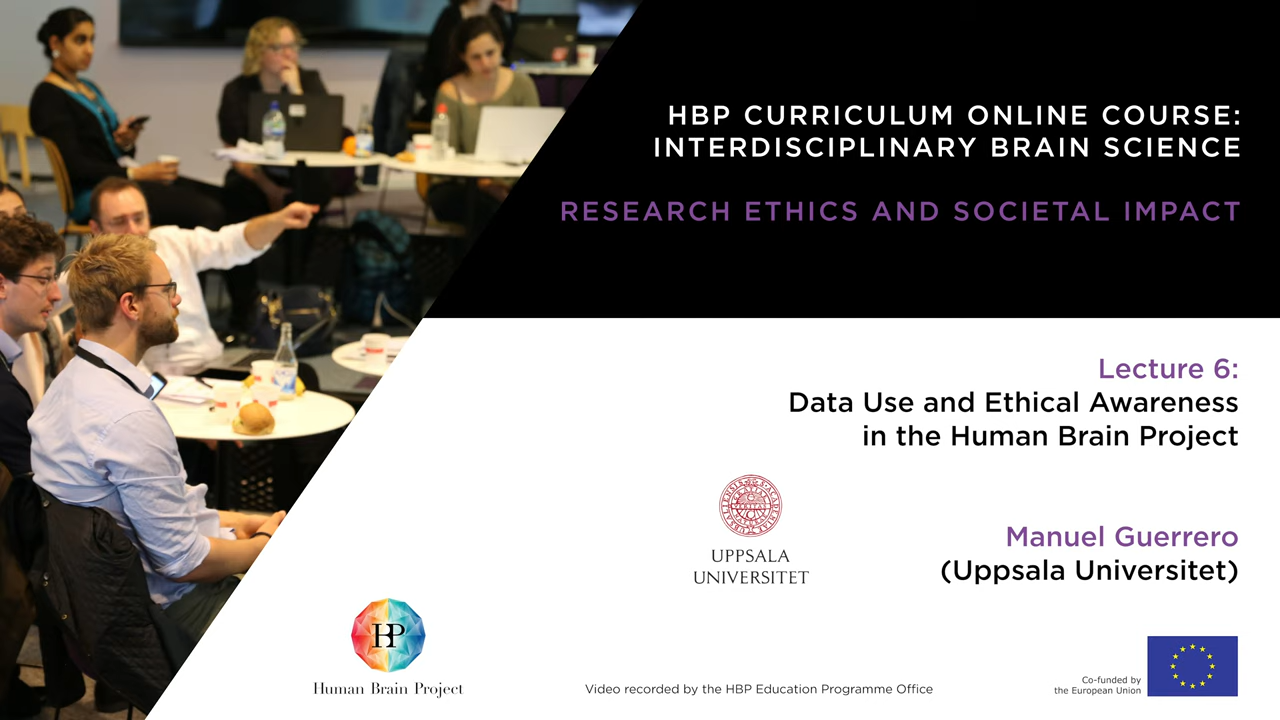 HBP CURRICULUM ONLINE COURSE:
INTERDISCIPLINARY BRAIN SCIENCE
RESEARCH ETHICS AND SOCIETAL IMPACT
Lecture 6:
Data Use and Ethical Awareness
in the Human Brain Project
UPPSALA
UNIVERSITET
Manuel Guerrero
(Uppsala Universitet)
HP
Human Brain Project
Video recorded by the HBP Education Programme Office
Co-funded by
the European Union